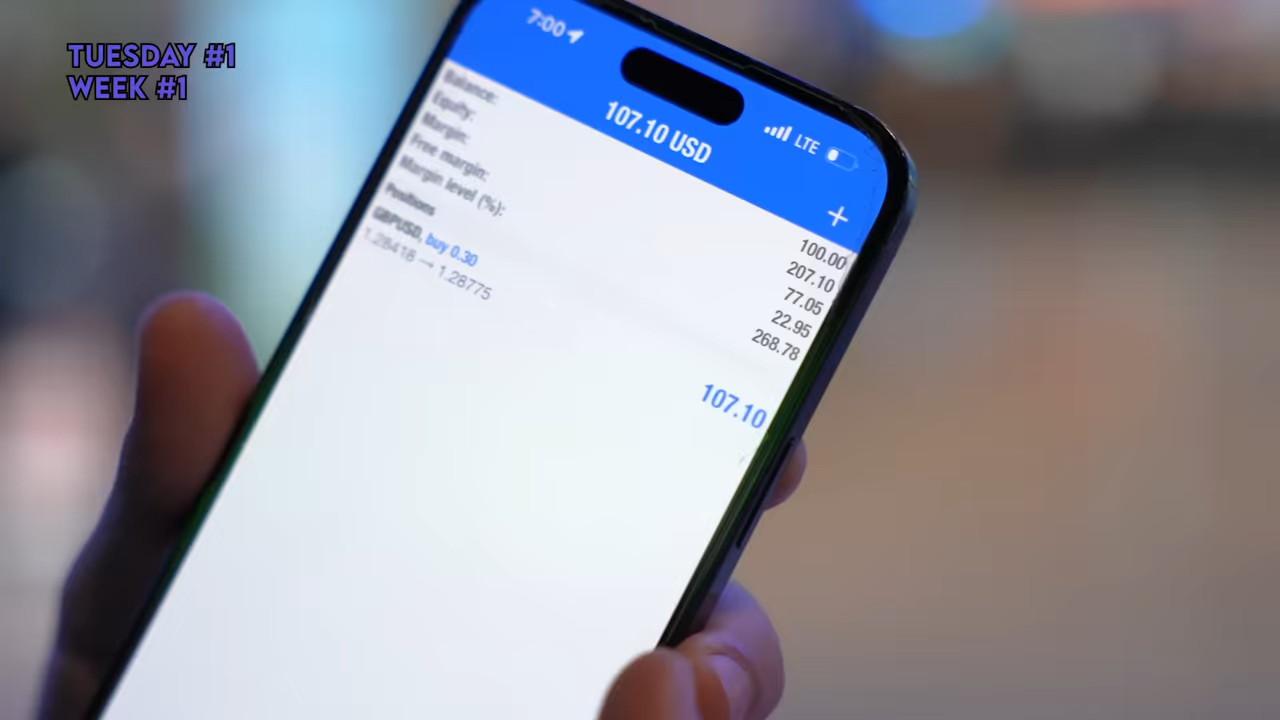 TUESDAY #1
WEEK #1
7:00
LTE
107.10 USD
+
Balance: 100.00
Equity: 207.10
Margin: 77.05
Free margin: 22.95
Margin level (%): 268.78
Positions
GBPUSD, buy 0.30
1.28418 → 1.28775
107.10